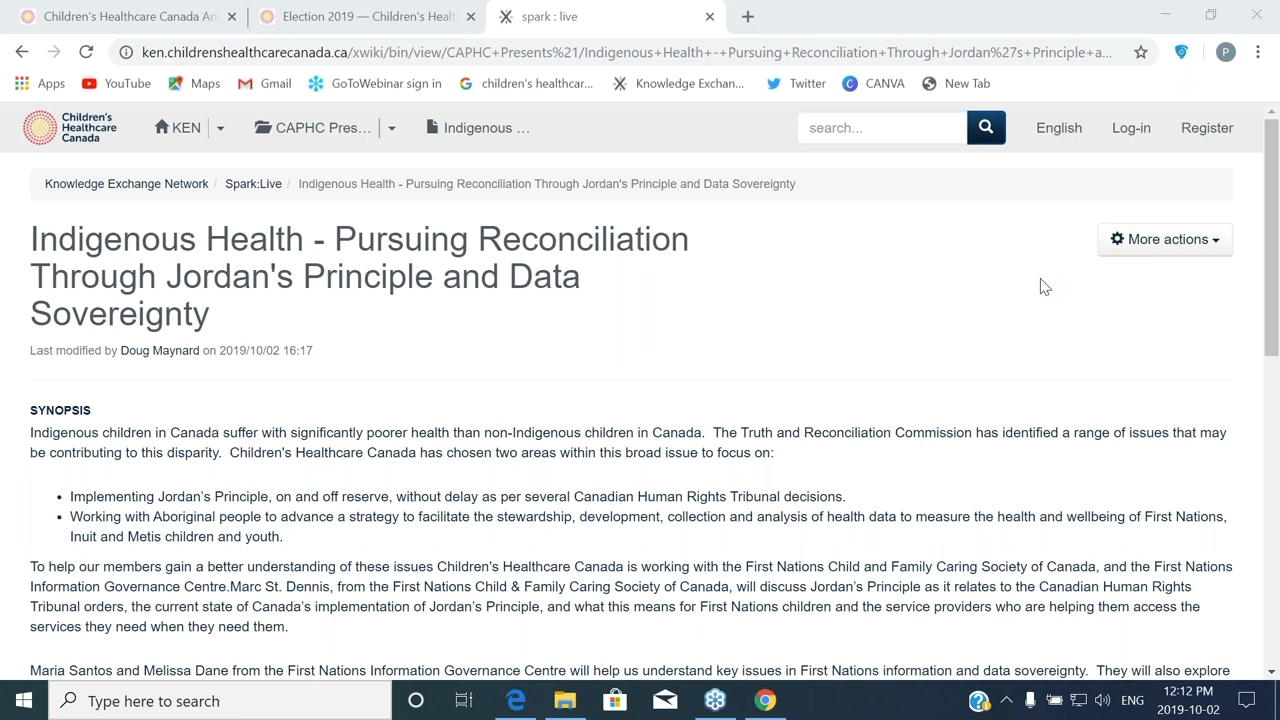 Children's Healthcare Canada An
Election 2019 — Children's Healt
spark : live
ken.childrenshealthcarecanada.ca/xwiki/bin/view/CAPHC+Presents%21/Indigenous+Health+-+Pursuing+Reconciliation+Through+Jordan%27s+Principle+a...
P
Apps
YouTube
Maps
Gmail
GoToWebinar sign in
children's healthcar...
Knowledge Exchan...
Twitter
CANVA
New Tab
Children's
Healthcare
Canada
KEN
CAPHC Pres...
Indigenous ...
search...
English
Log-in
Register
Knowledge Exchange Network / Spark:Live / Indigenous Health - Pursuing Reconciliation Through Jordan's Principle and Data Sovereignty
Indigenous Health - Pursuing Reconciliation
Through Jordan's Principle and Data
Sovereignty
More actions
Last modified by Doug Maynard on 2019/10/02 16:17
SYNOPSIS
Indigenous children in Canada suffer with significantly poorer health than non-Indigenous children in Canada. The Truth and Reconciliation Commission has identified a range of issues that may
be contributing to this disparity. Children's Healthcare Canada has chosen two areas within this broad issue to focus on:
• Implementing Jordan's Principle, on and off reserve, without delay as per several Canadian Human Rights Tribunal decisions.
• Working with Aboriginal people to advance a strategy to facilitate the stewardship, development, collection and analysis of health data to measure the health and wellbeing of First Nations,
Inuit and Metis children and youth.
To help our members gain a better understanding of these issues Children's Healthcare Canada is working with the First Nations Child and Family Caring Society of Canada, and the First Nations
Information Governance Centre.Marc St. Dennis, from the First Nations Child & Family Caring Society of Canada, will discuss Jordan's Principle as it relates to the Canadian Human Rights
Tribunal orders, the current state of Canada's implementation of Jordan's Principle, and what this means for First Nations children and the service providers who are helping them access the
services they need when they need them.
Maria Santos and Melissa Dane from the First Nations Information Governance Centre will help us understand key issues in First Nations information and data sovereignty. They will also explore
Type here to search
ENG
12:12 PM
2019-10-02